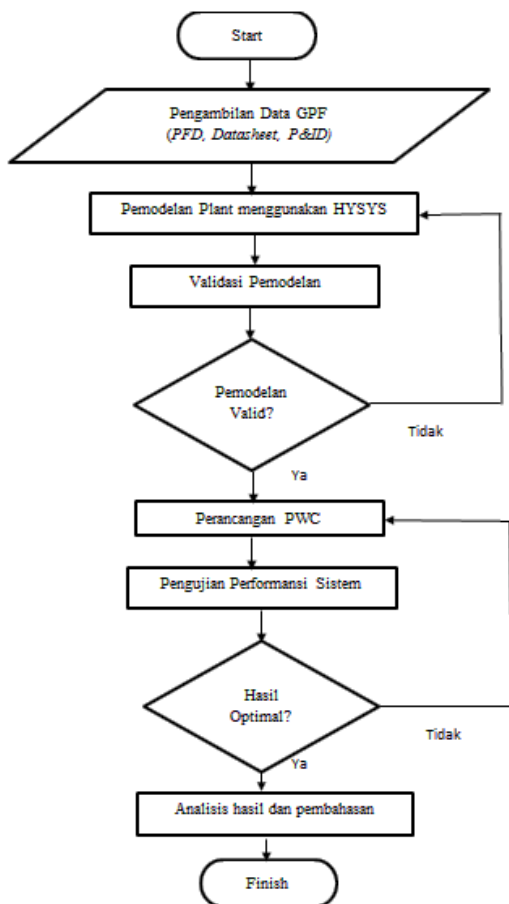 Start
Pengambilan Data GPF
(PFD, Datasheet, P&ID)
Pemodelan Plant menggunakan HYSYS
Validasi Pemodelan
Pemodelan
Valid?
Tidak
Ya
Perancangan PWC
Pengujian Performansi Sistem
Hasil
Optimal?
Tidak
Ya
Analisis hasil dan pembahasan
Finish